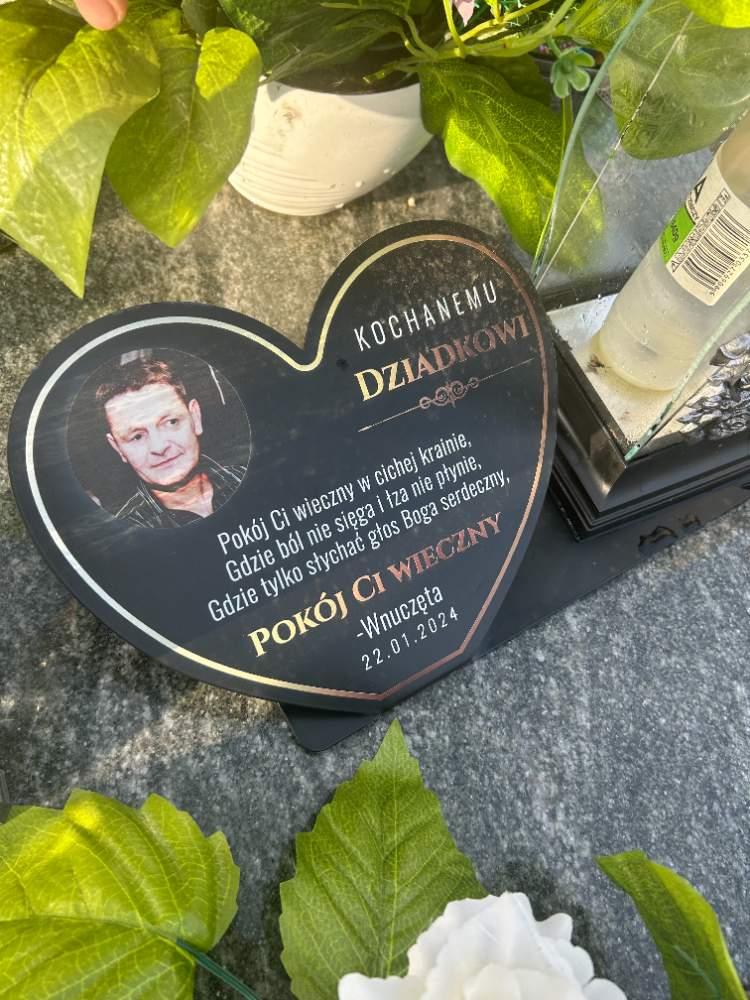 KOCHANEMU
DZIADKOWI
Pokój Ci wieczny w cichej krainie,
Gdzie ból nie sięga i łza nie płynie,
Gdzie tylko słychać głos Boga serdeczny,
POKÓJ CI WIECZNY
-Wnuczęta
22.01.2024